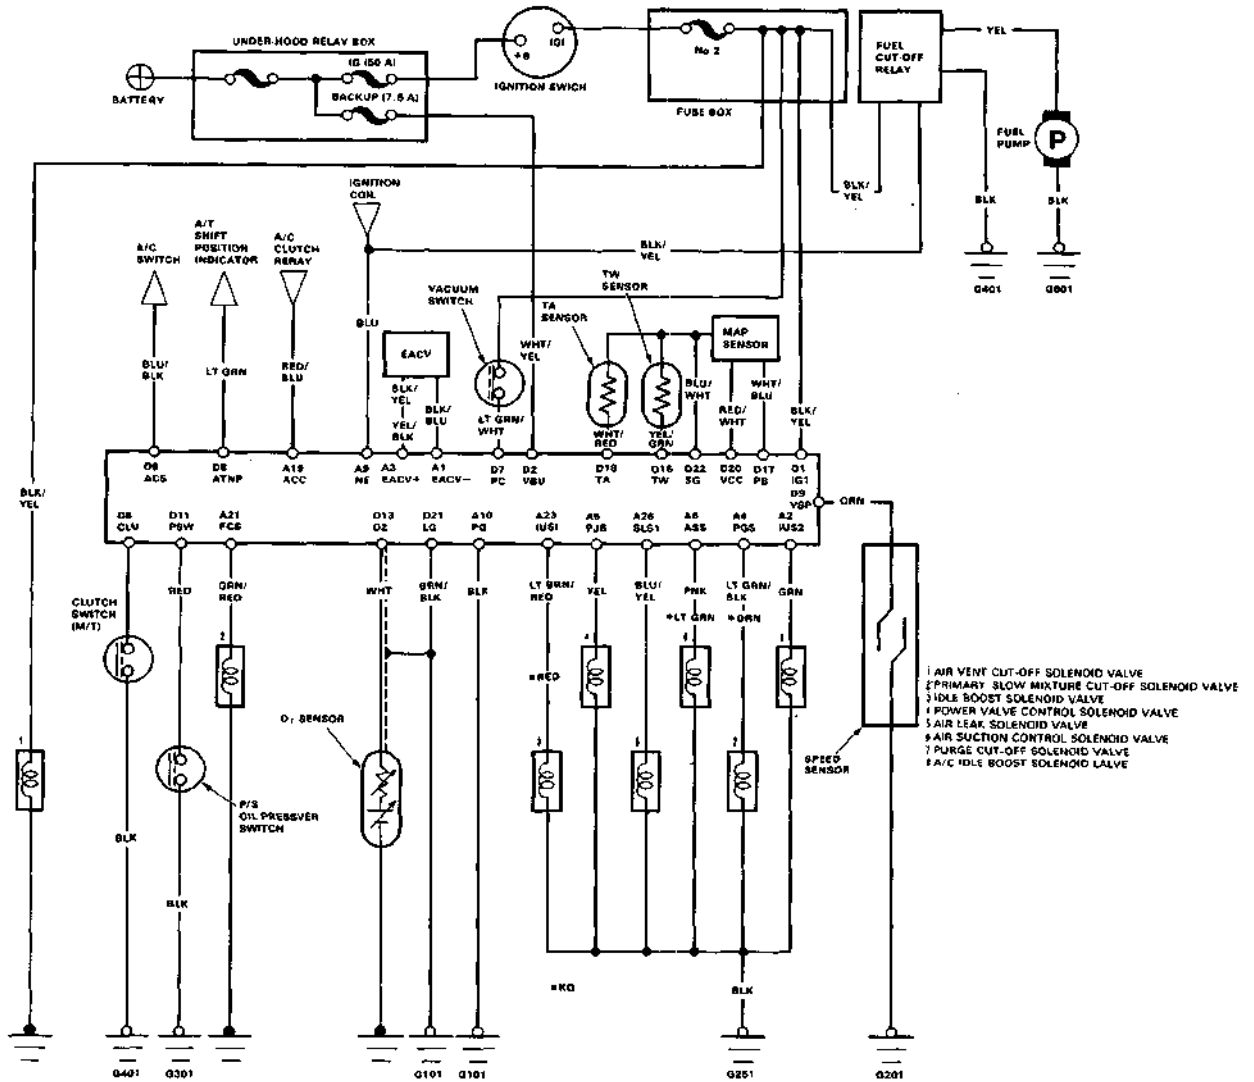 UNDER-HOOD RELAY BOX
BATTERY
IG (50 A)
BACKUP (7.5 A)
+B
IG1
IGNITION SWICH
No 2
FUSE BOX
FUEL
CUT-OFF
RELAY
YEL
FUEL
PUMP
P
BLK
BLK
G401
G601
BLK/
YEL
BLK/
YEL
IGNITION
COIL
A/C
SWITCH
A/T
SHIFT
POSITION
INDICATOR
A/C
CLUTCH
RERAY
VACUUM
SWITCH
TA
SENSOR
TW
SENSOR
MAP
SENSOR
EACV
BLU/
BLK
LT GRN
RED/
BLU
BLU
BLK/
YEL
YEL/
BLK
BLK/
BLU
LT GRN/
WHT
WHT/
YEL
WHT/
RED
YEL/
GRN
BLU/
WHT
RED/
WHT
WHT/
BLU
BLK/
YEL
ACS
D8
ATNP
A19
ACC
A9
NE
A3
EACV+
A1
EACV-
D7
PC
D2
VBU
D18
TA
D16
TW
D22
SG
D20
VCC
D17
PB
D1
IG1
D9
VSP
ORN
CLU
D11
PSW
A21
FCS
D13
O2
D21
LG
A10
PG
A23
IUS1
A5
A26
SLS1
A6
ASS
A4
PGS
A2
IUS2
BLK/
YEL
CLUTCH
SWITCH
(M/T)
RED
GRN/
RED
2
WHT
BRN/
BLK
BLK
LT GRN/
RED
YEL
BLU/
YEL
PNK
*LT GRN
LT GRN/
BLK
*ORN
GRN
*RED
SENSOR
P/S
OIL PRESSVER
SWITCH
1
BLK
BLK
*KQ
BLK
SPEED
SENSOR
1 AIR VENT CUT-OFF SOLENOID VALVE
2 PRIMARY SLOW MIXTURE CUT-OFF SOLENOID VALVE
3 IDLE BOOST SOLENOID VALVE
4 POWER VALVE CONTROL SOLENOID VALVE
5 AIR LEAK SOLENOID VALVE
6 AIR SUCTION CONTROL SOLENOID VALVE
7 PURGE CUT-OFF SOLENOID VALVE
8 A/C IDLE BOOST SOLENOID LALVE
G401
G301
G101
G101
G251
G201